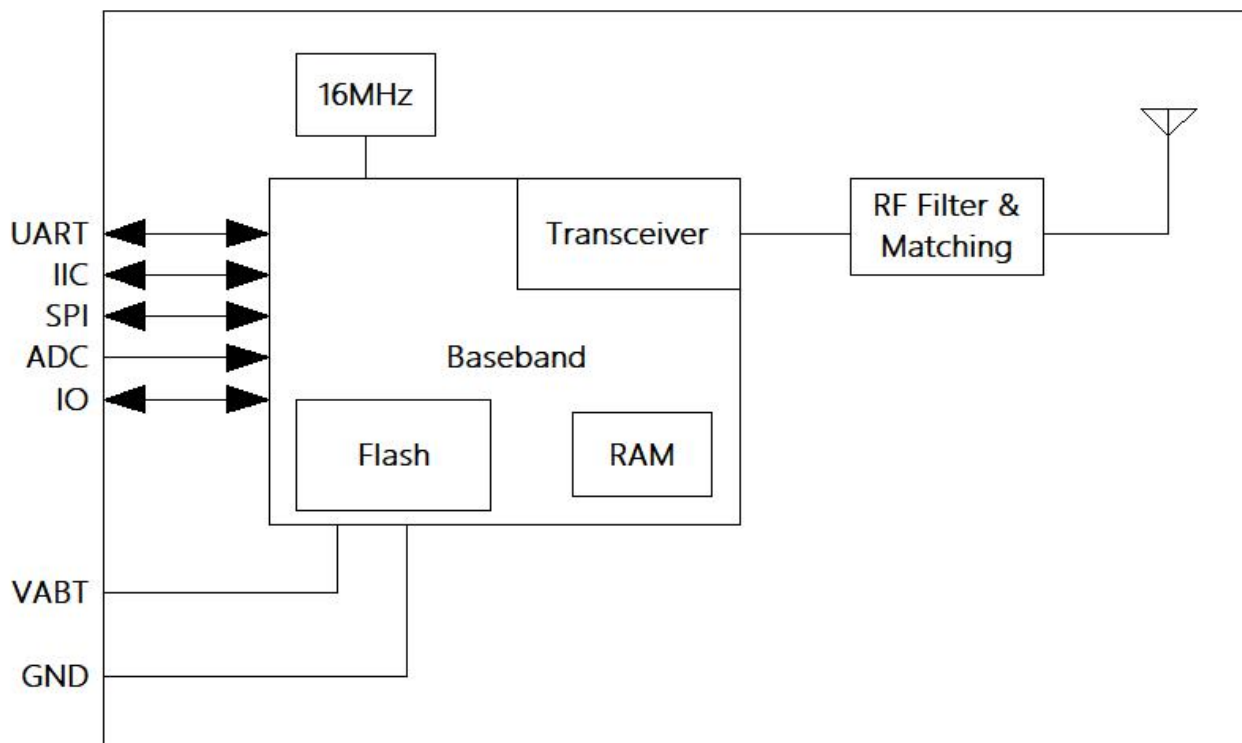 16MHz
UART
IIC
SPI
ADC
IO
Transceiver
RF Filter &
Matching
Baseband
Flash
RAM
VABT
GND